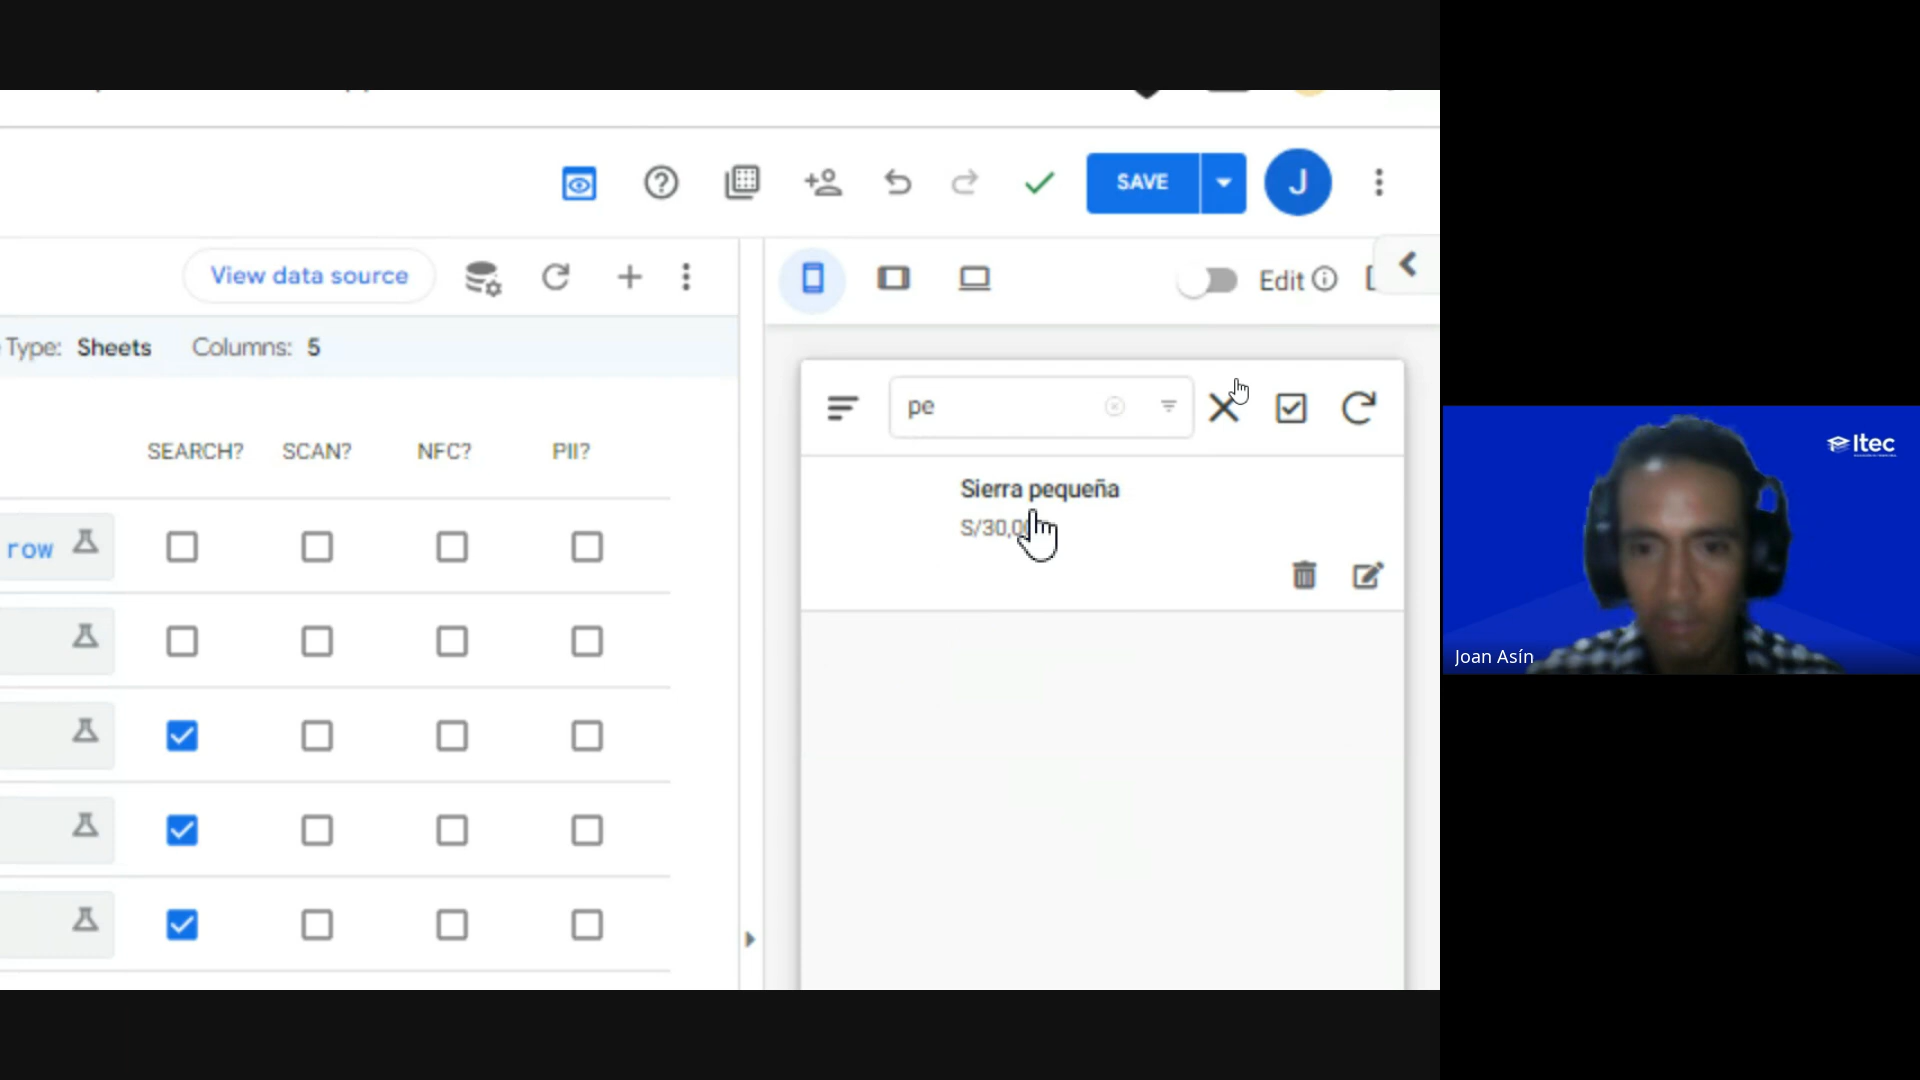 SAVE
J
View data source
Edit
Type: Sheets Columns: 5
pe
SEARCH? SCAN? NFC? PII?
Sierra pequeña
S/30,0
row
Itec
Joan Asín